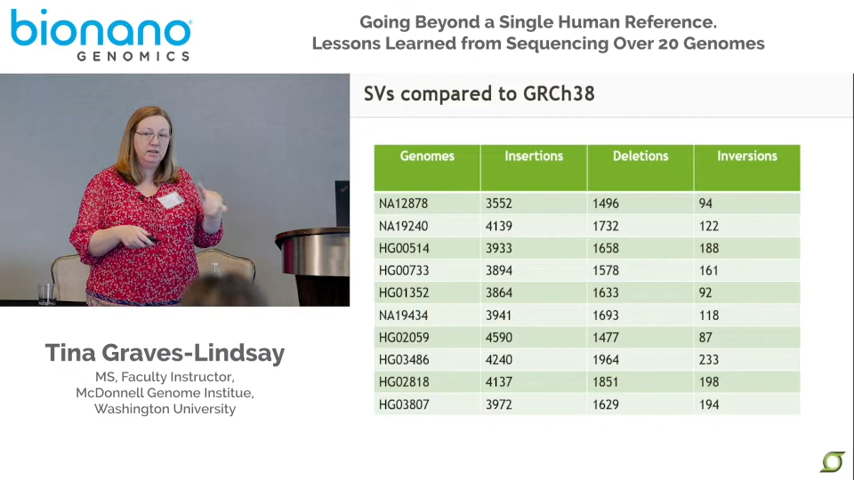 bionano
GENOMICS
Going Beyond a Single Human Reference.
Lessons Learned from Sequencing Over 20 Genomes
SVs compared to GRCh38
Genomes Insertions Deletions Inversions
NA12878 3552 1496 94
NA19240 4139 1732 122
HG00514 3933 1658 188
HG00733 3894 1578 161
HG01352 3864 1633 92
NA19434 3941 1693 118
HG02059 4590 1477 87
HG03486 4240 1964 233
HG02818 4137 1851 198
HG03807 3972 1629 194
Tina Graves-Lindsay
MS, Faculty Instructor,
McDonnell Genome Institue,
Washington University